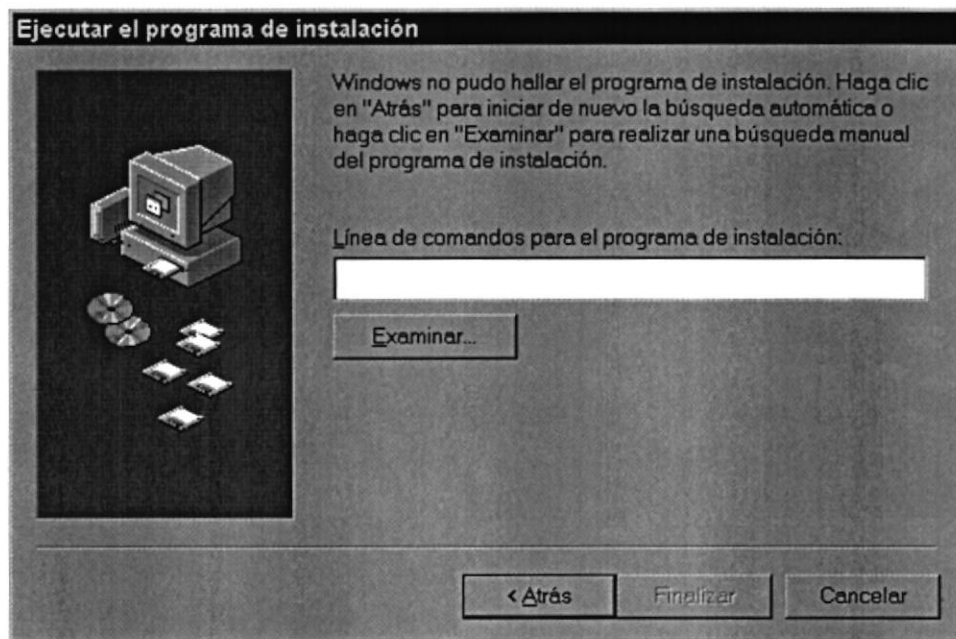 Ejecutar el programa de instalación
Windows no pudo hallar el programa de instalación. Haga clic
en "Atrás" para iniciar de nuevo la búsqueda automática o
haga clic en "Examinar" para realizar una búsqueda manual
del programa de instalación.
Línea de comandos para el programa de instalación:
Examinar...
< Atrás
Finalizar
Cancelar